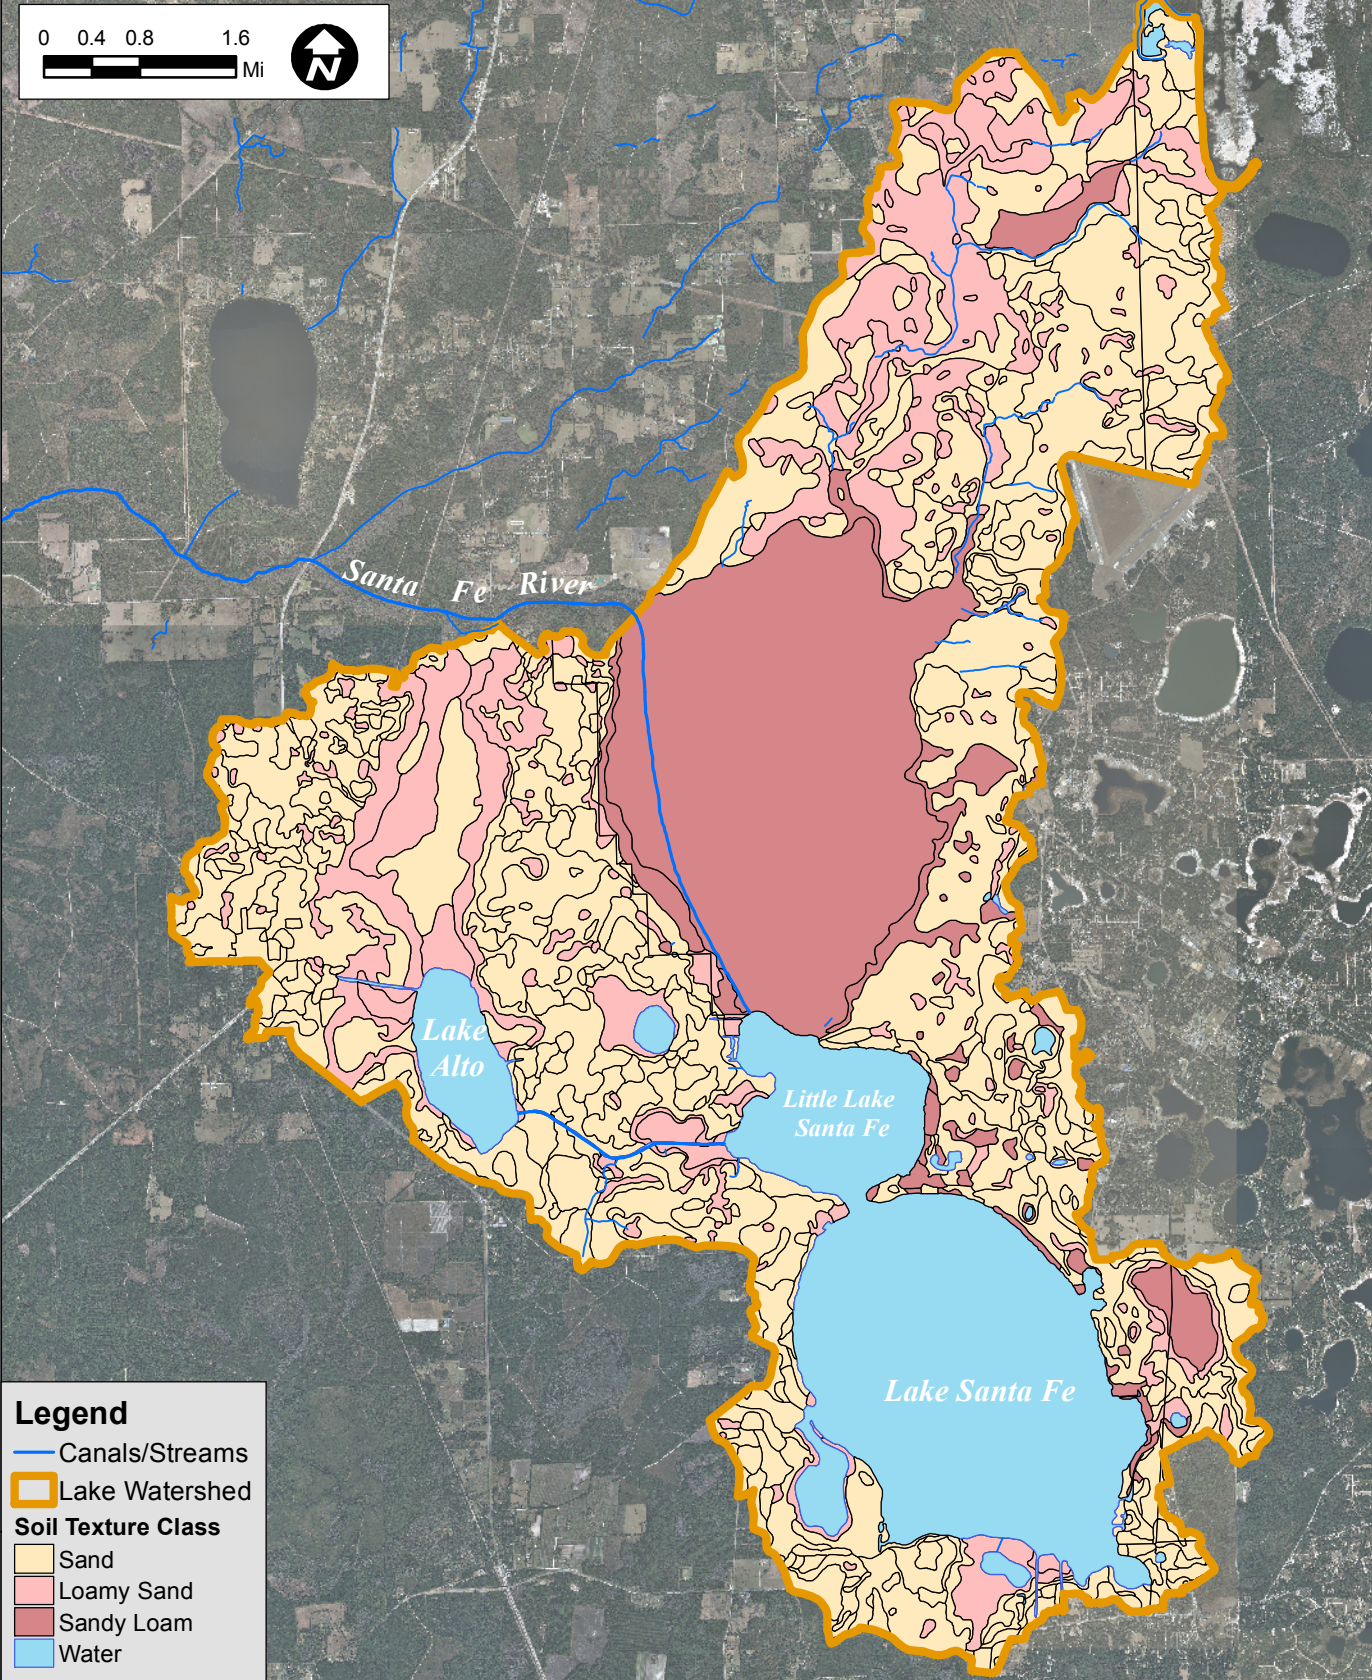 0 0.4 0.8 1.6
Mi
N
Santa Fe River
Lake
Alto
Little Lake
Santa Fe
Lake Santa Fe
Legend
Canals/Streams
Lake Watershed
Soil Texture Class
Sand
Loamy Sand
Sandy Loam
Water